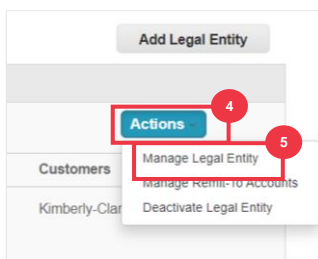 Add Legal Entity
4
Actions
5
Manage Legal Entity
Customers
Manage Remit-To Accounts
Kimberly-Clar
Deactivate Legal Entity